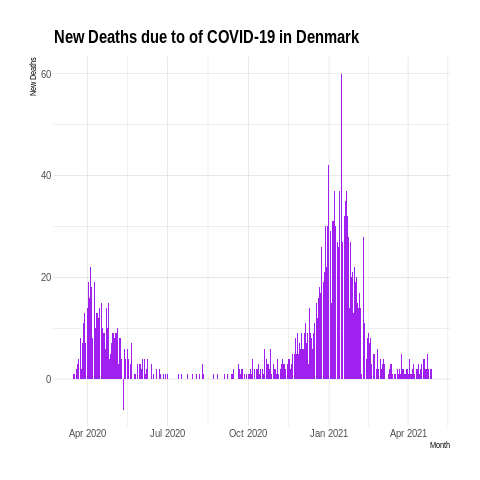 New Deaths due to of COVID-19 in Denmark
New Deaths
60
40
20
0
Apr 2020 Jul 2020 Oct 2020 Jan 2021 Apr 2021
Month